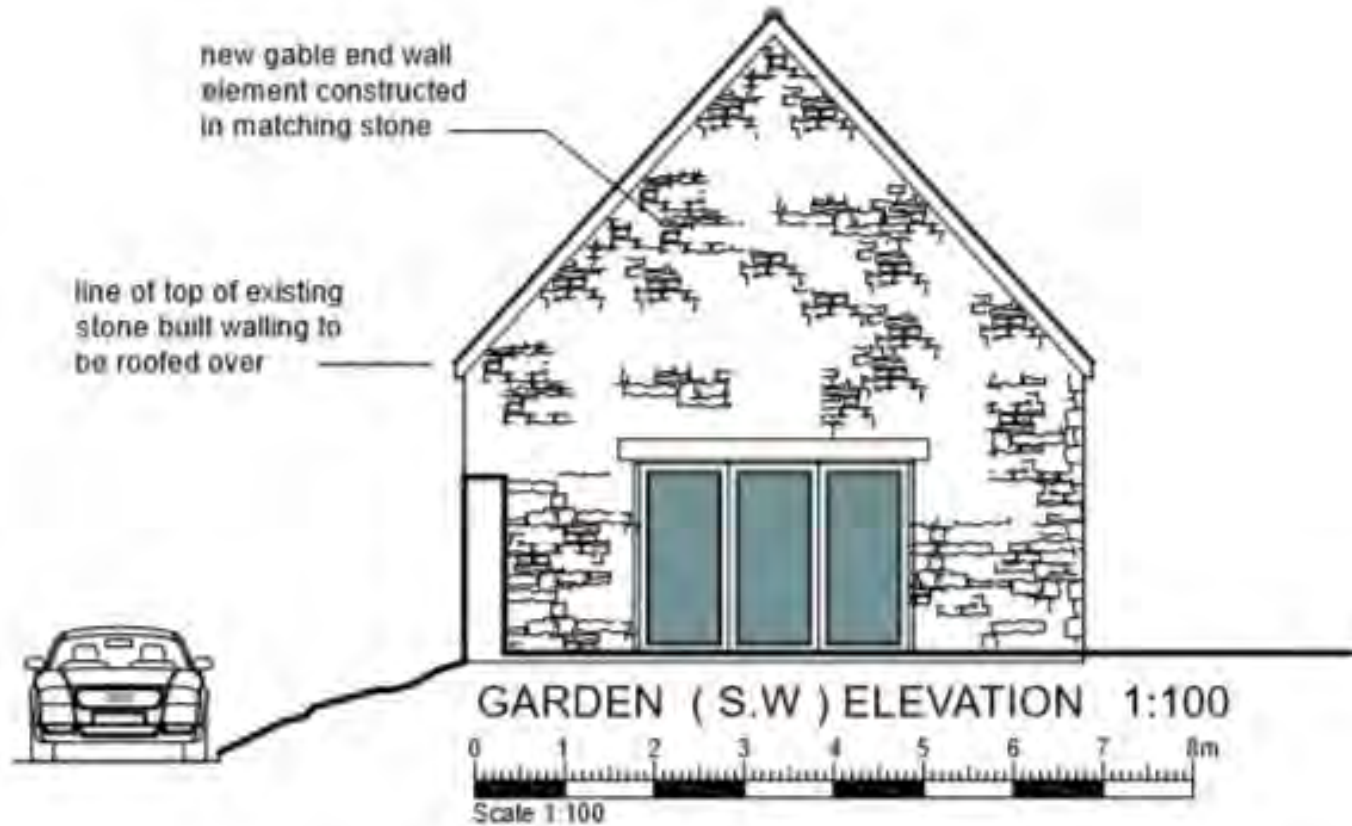 new gable end wall
element constructed
in matching stone
line of top of existing
stone built walling to
be roofed over
GARDEN ( S.W ) ELEVATION 1:100
0 1 2 3 4 5 6 7 8m
Scale 1:100